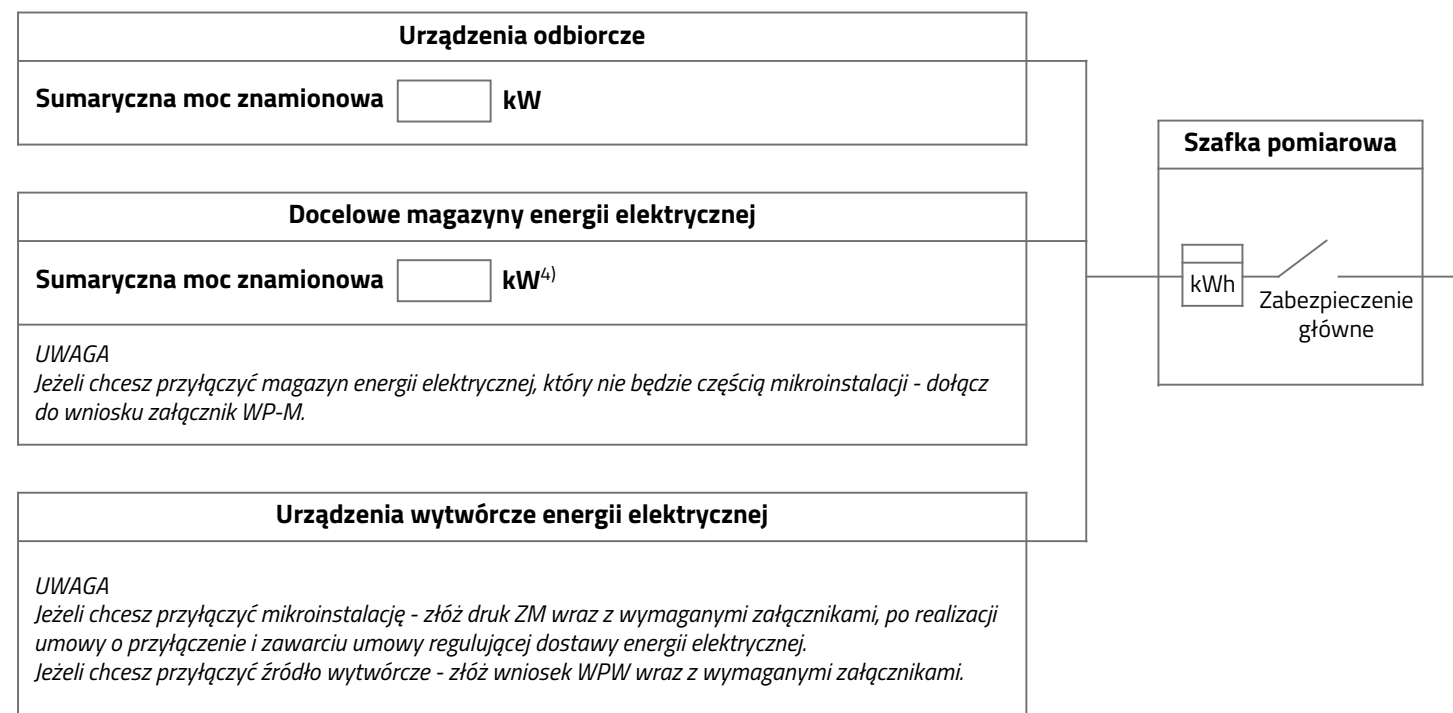 Urządzenia odbiorcze
Sumaryczna moc znamionowa kW
Docelowe magazyny energii elektrycznej
Sumaryczna moc znamionowa kW4)
UWAGA
Jeżeli chcesz przyłączyć magazyn energii elektrycznej, który nie będzie częścią mikroinstalacji - dołącz
do wniosku załącznik WP-M.
Urządzenia wytwórcze energii elektrycznej
UWAGA
Jeżeli chcesz przyłączyć mikroinstalację - złóż druk ZM wraz z wymaganymi załącznikami, po realizacji
umowy o przyłączenie i zawarciu umowy regulującej dostawy energii elektrycznej.
Jeżeli chcesz przyłączyć źródło wytwórcze - złóż wniosek WPW wraz z wymaganymi załącznikami.
Szafka pomiarowa
kWh
Zabezpieczenie
główne